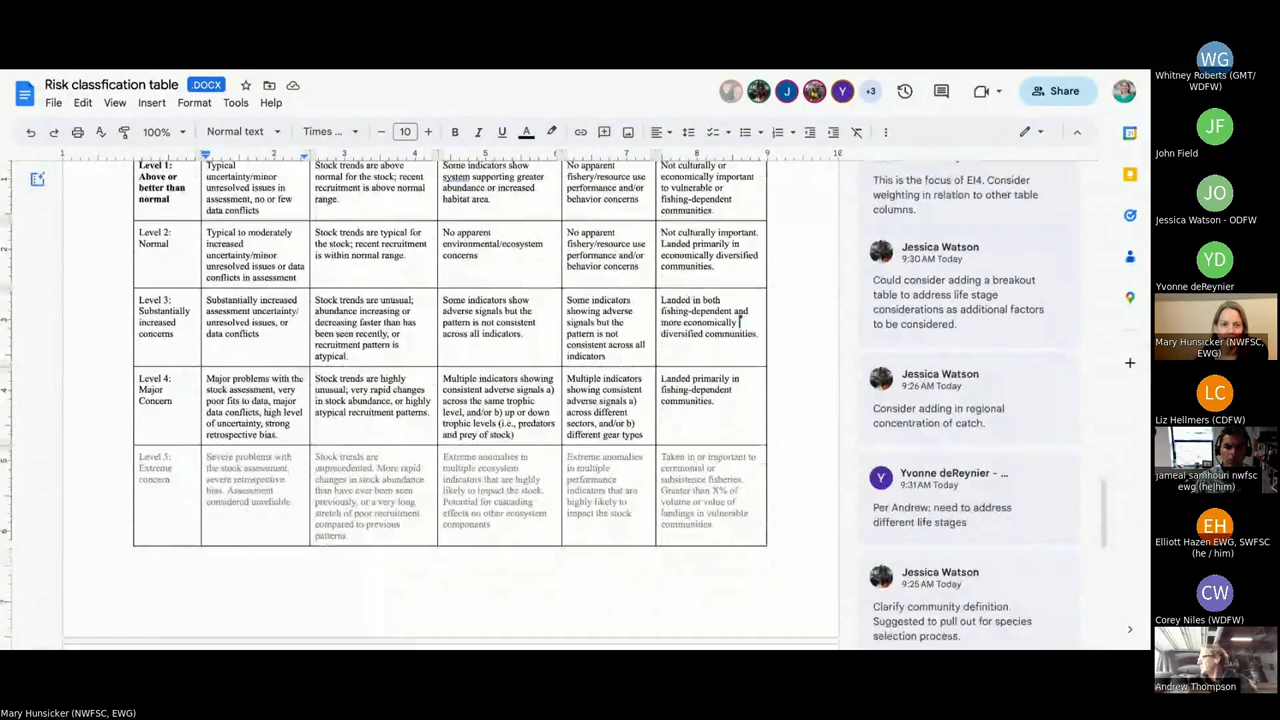 Risk classfication table
.DOCX
File Edit View Insert Format Tools Help
J
Y
+3
Share
100%
Normal text
Times ...
10
B I U A
1 2 3 4 5 6 7 8 9 10
Level 1:
Above or
better than
normal
Typical
uncertainty/minor
unresolved issues in
assessment, no or few
data conflicts
Stock trends are above
normal for the stock; recent
recruitment is above normal
range.
Some indicators show
system supporting greater
abundance or increased
habitat area.
No apparent
fishery/resource use
performance and/or
behavior concerns
Not culturally or
economically important
to vulnerable or
fishing-dependent
communities.
Level 2:
Normal
Typical to moderately
increased
uncertainty/minor
unresolved issues or data
conflicts in assessment
Stock trends are typical for
the stock; recent recruitment
is within normal range.
No apparent
environmental/ecosystem
concerns
No apparent
fishery/resource use
performance and/or
behavior concerns
Not culturally important.
Landed primarily in
economically diversified
communities.
Level 3:
Substantially
increased
concerns
Substantially increased
assessment uncertainty/
unresolved issues, or
data conflicts
Stock trends are unusual;
abundance increasing or
decreasing faster than has
been seen recently, or
recruitment pattern is
atypical.
Some indicators show
adverse signals but the
pattern is not consistent
across all indicators.
Some indicators
showing adverse
signals but the
pattern is not
consistent across all
indicators
Landed in both
fishing-dependent and
more economically
diversified communities.
Level 4:
Major
Concern
Major problems with the
stock assessment, very
poor fits to data, major
data conflicts, high level
of uncertainty, strong
retrospective bias.
Stock trends are highly
unusual; very rapid changes
in stock abundance, or highly
atypical recruitment patterns.
Multiple indicators showing
consistent adverse signals a)
across the same trophic
level, and/or b) up or down
trophic levels (i.e., predators
and prey of stock)
Multiple indicators
showing consistent
adverse signals a)
across different
sectors, and/or b)
different gear types
Landed primarily in
fishing-dependent
communities.
Level 5:
Extreme
concern
Severe problems with
the stock assessment,
severe retrospective
bias. Assessment
considered unreliable.
Stock trends are
unprecedented. More rapid
changes in stock abundance
than have ever been seen
previously, or a very long
stretch of poor recruitment
compared to previous
patterns.
Extreme anomalies in
multiple ecosystem
indicators that are highly
likely to impact the stock.
Potential for cascading
effects on other ecosystem
components
Extreme anomalies
in multiple
performance
indicators that are
highly likely to
impact the stock
Taken in or important to
ceremonial or
subsistence fisheries.
Greater than X% of
volume or value of
landings in vulnerable
communities
This is the focus of EI4. Consider
weighting in relation to other table
columns.
Jessica Watson
9:30 AM Today
Could consider adding a breakout
table to address life stage
considerations as additional factors
to be considered.
Jessica Watson
9:26 AM Today
Consider adding in regional
concentration of catch.
Y
Yvonne deReynier - ...
9:31 AM Today
Per Andrew: need to address
different life stages
Jessica Watson
9:25 AM Today
Clarify community definition.
Suggested to pull out for species
selection process.
WG
Whitney Roberts (GMT/
WDFW)
JF
John Field
JO
Jessica Watson - ODFW
YD
Yvonne deReynier
Mary Hunsicker (NWFSC,
EWG)
LC
Liz Hellmers (CDFW)
jameal samhouri nwfsc
ewg (he|him)
EH
Elliott Hazen EWG, SWFSC
(he / him)
CW
Corey Niles (WDFW)
Andrew Thompson
Mary Hunsicker (NWFSC, EWG)